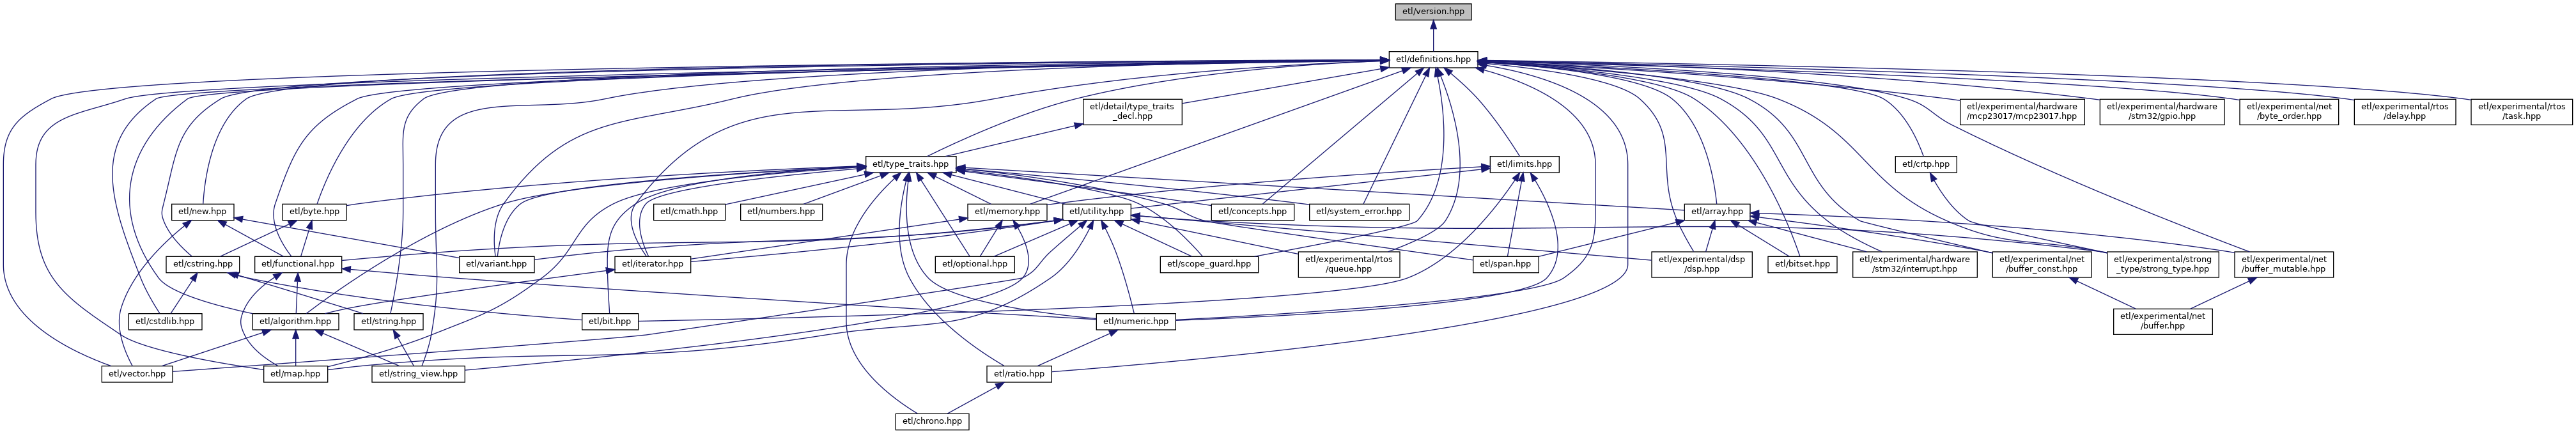 etl/version.hpp
etl/definitions.hpp
etl/detail/type_traits
_decl.hpp
etl/experimental/hardware
/mcp23017/mcp23017.hpp
etl/experimental/hardware
/stm32/gpio.hpp
etl/experimental/net
/byte_order.hpp
etl/experimental/rtos
/delay.hpp
etl/experimental/rtos
/task.hpp
etl/type_traits.hpp
etl/limits.hpp
etl/crtp.hpp
etl/new.hpp
etl/byte.hpp
etl/cmath.hpp
etl/numbers.hpp
etl/memory.hpp
etl/utility.hpp
etl/concepts.hpp
etl/system_error.hpp
etl/array.hpp
etl/cstring.hpp
etl/functional.hpp
etl/variant.hpp
etl/iterator.hpp
etl/optional.hpp
etl/scope_guard.hpp
etl/experimental/rtos
/queue.hpp
etl/span.hpp
etl/experimental/dsp
/dsp.hpp
etl/bitset.hpp
etl/experimental/hardware
/stm32/interrupt.hpp
etl/experimental/net
/buffer_const.hpp
etl/experimental/strong
_type/strong_type.hpp
etl/experimental/net
/buffer_mutable.hpp
etl/cstdlib.hpp
etl/algorithm.hpp
etl/string.hpp
etl/bit.hpp
etl/numeric.hpp
etl/experimental/net
/buffer.hpp
etl/vector.hpp
etl/map.hpp
etl/string_view.hpp
etl/ratio.hpp
etl/chrono.hpp